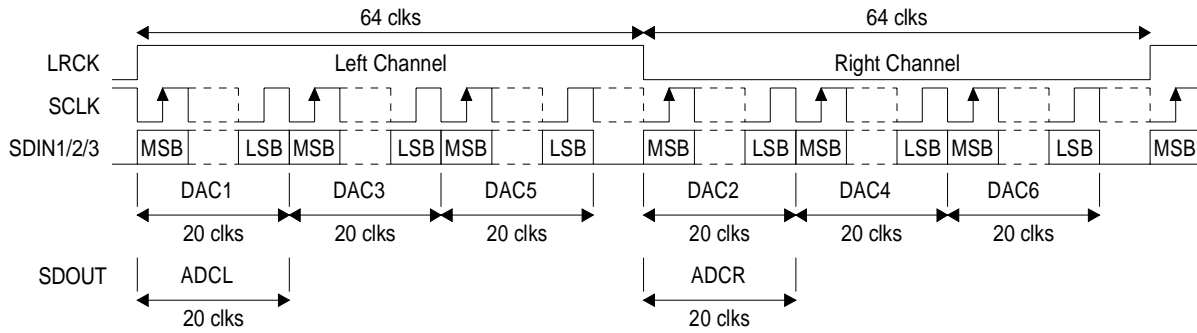 64 clks 64 clks
LRCK Left Channel Right Channel
SCLK
SDIN1/2/3 MSB LSB MSB LSB MSB LSB MSB LSB MSB LSB MSB LSB MSB
DAC1 DAC3 DAC5 DAC2 DAC4 DAC6
20 clks 20 clks 20 clks 20 clks 20 clks 20 clks
SDOUT ADCL ADCR
20 clks 20 clks